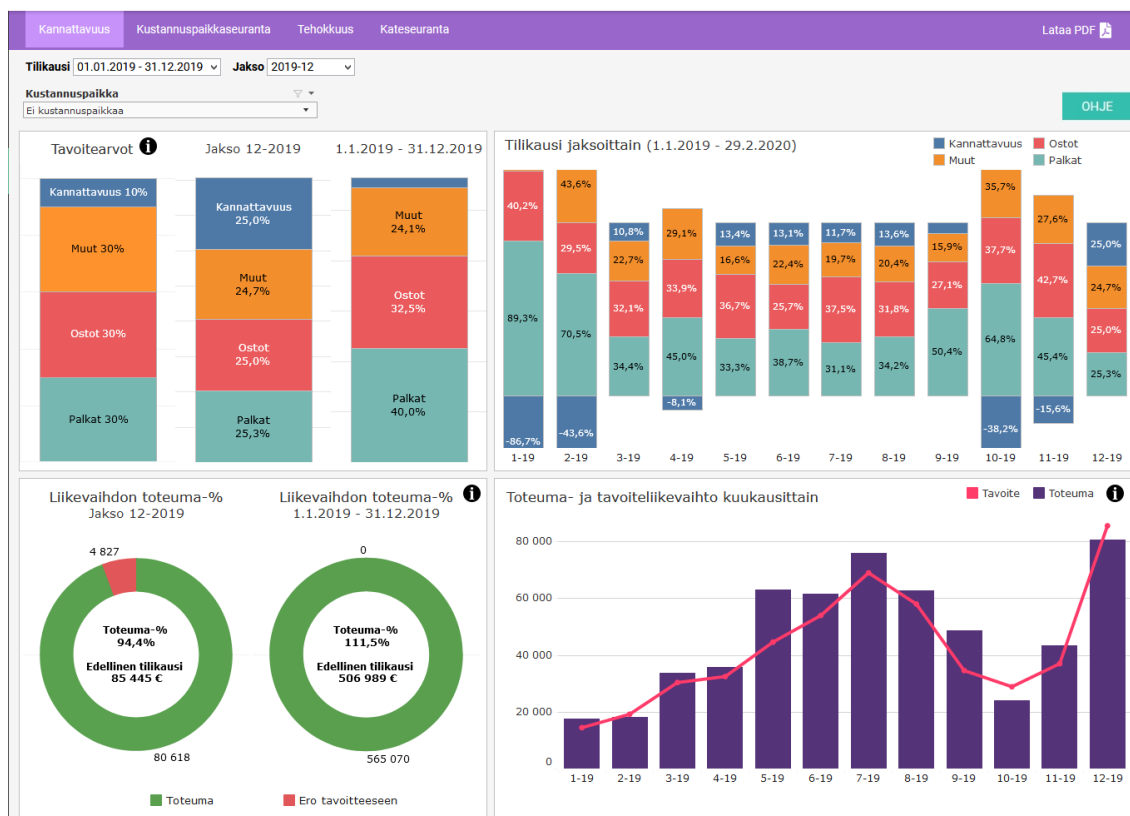 Kannattavuus Kustannuspaikkaseuranta Tehokkuus Kateseuranta Lataa PDF
Tilikausi 01.01.2019 - 31.12.2019 Jakso 2019-12
Kustannuspaikka
Ei kustannuspaikkaa
OHJE
Tavoitearvot
Kannattavuus 10%
Muut 30%
Ostot 30%
Palkat 30%
Jakso 12-2019
Kannattavuus
25,0%
Muut
24,7%
Ostot
25,0%
Palkat
25,3%
1.1.2019 - 31.12.2019
Muut
24,1%
Ostot
32,5%
Palkat
40,0%
Tilikausi jaksoittain (1.1.2019 - 29.2.2020)
Kannattavuus Ostot
Muut Palkat
40,2%
89,3%
-86,7%
43,6%
29,5%
70,5%
-43,6%
10,8%
22,7%
32,1%
34,4%
29,1%
33,9%
45,0%
-8,1%
13,4%
16,6%
36,7%
33,3%
13,1%
22,4%
25,7%
38,7%
11,7%
19,7%
37,5%
31,1%
13,6%
20,4%
31,8%
34,2%
15,9%
27,1%
50,4%
35,7%
37,7%
64,8%
-38,2%
27,6%
42,7%
45,4%
-15,6%
25,0%
24,7%
25,0%
25,3%
1-19 2-19 3-19 4-19 5-19 6-19 7-19 8-19 9-19 10-19 11-19 12-19
Liikevaihdon toteuma-%
Jakso 12-2019
4 827
Toteuma-%
94,4%
Edellinen tilikausi
85 445 €
80 618
Liikevaihdon toteuma-%
1.1.2019 - 31.12.2019
0
Toteuma-%
111,5%
Edellinen tilikausi
506 989 €
565 070
Toteuma Ero tavoitteeseen
Toteuma- ja tavoiteliikevaihto kuukausittain
Tavoite Toteuma
80 000
60 000
40 000
20 000
0
1-19 2-19 3-19 4-19 5-19 6-19 7-19 8-19 9-19 10-19 11-19 12-19